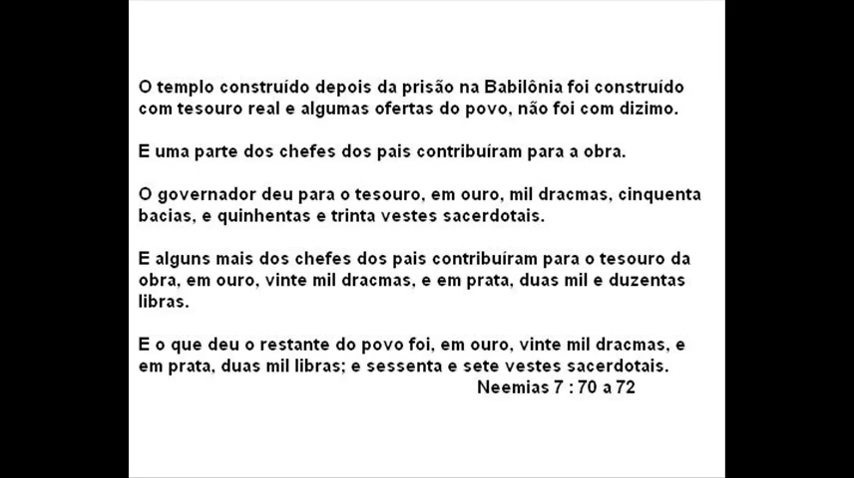 O templo construído depois da prisão na Babilônia foi construído
com tesouro real e algumas ofertas do povo, não foi com dizimo.
E uma parte dos chefes dos pais contribuíram para a obra.
O governador deu para o tesouro, em ouro, mil dracmas, cinquenta
bacias, e quinhentas e trinta vestes sacerdotais.
E alguns mais dos chefes dos pais contribuíram para o tesouro da
obra, em ouro, vinte mil dracmas, e em prata, duas mil e duzentas
libras.
E o que deu o restante do povo foi, em ouro, vinte mil dracmas, e
em prata, duas mil libras; e sessenta e sete vestes sacerdotais.
Neemias 7 : 70 a 72